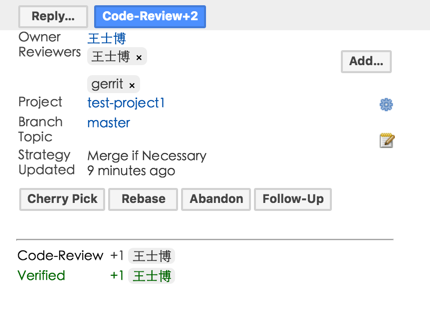 Reply... Code-Review+2
Owner 王士博
Reviewers 王士博 ×
Add...
gerrit ×
Project test-project1
Branch master
Topic
Strategy Merge if Necessary
Updated 9 minutes ago
Cherry Pick Rebase Abandon Follow-Up
Code-Review +1 王士博
Verified +1 王士博